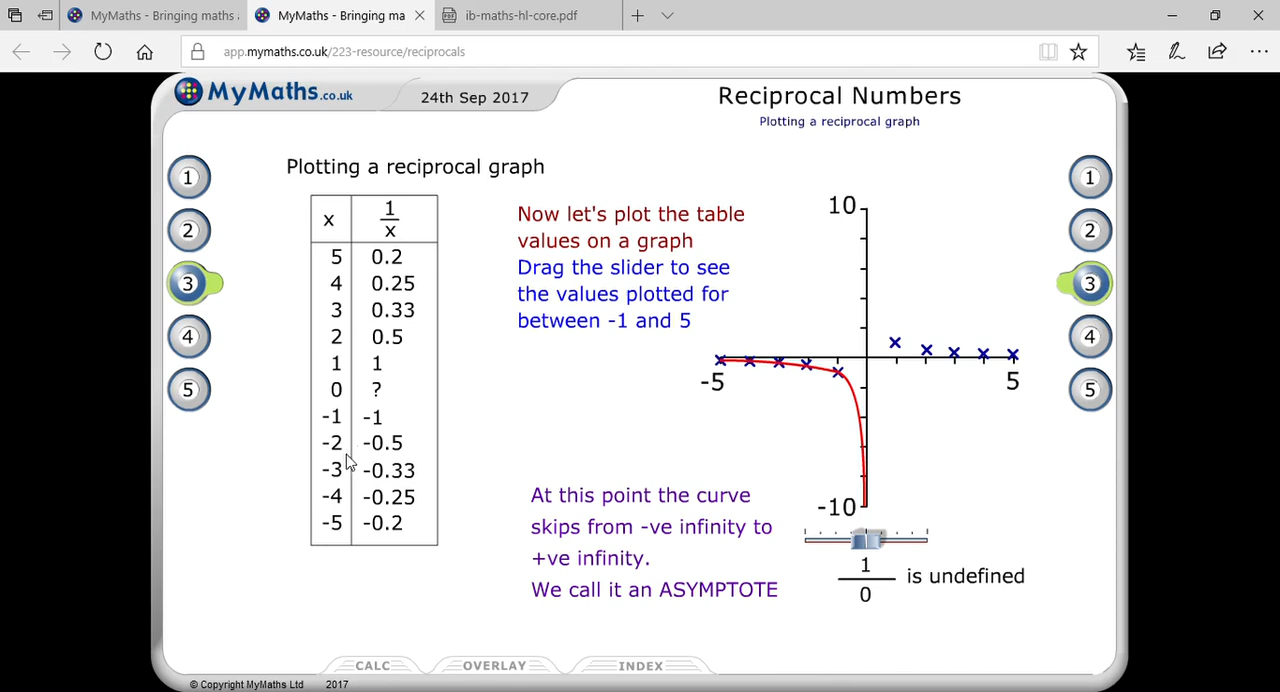 MyMaths - Bringing maths
MyMaths - Bringing ma
ib-maths-hl-core.pdf
app.mymaths.co.uk/223-resource/reciprocals
MyMaths.co.uk
24th Sep 2017
Reciprocal Numbers
Plotting a reciprocal graph
1
2
3
4
5
Plotting a reciprocal graph
x 1/x
5 0.2
4 0.25
3 0.33
2 0.5
1 1
0 ?
-1 -1
-2 -0.5
-3 -0.33
-4 -0.25
-5 -0.2
Now let's plot the table
values on a graph
Drag the slider to see
the values plotted for
between -1 and 5
10
-5
5
-10
At this point the curve
skips from -ve infinity to
+ve infinity.
We call it an ASYMPTOTE
1/0 is undefined
1
2
3
4
5
CALC
OVERLAY
INDEX
© Copyright MyMaths Ltd 2017